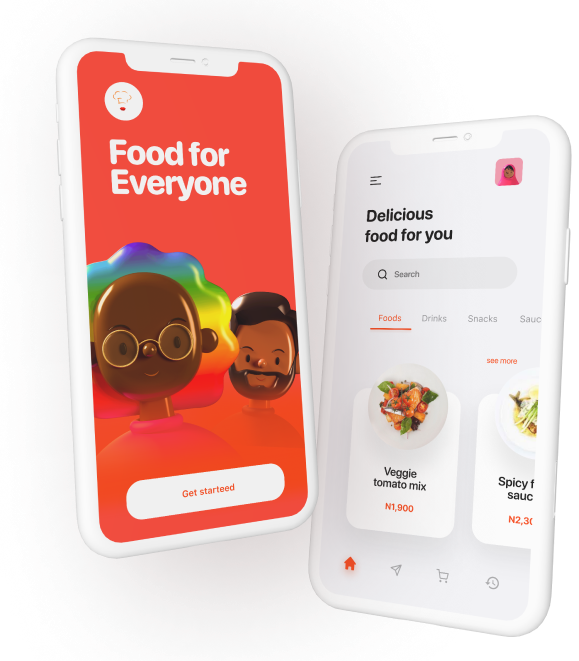 Food for
Everyone
Get starteed
Delicious
food for you
Search
Foods
Drinks
Snacks
Sauc
see more
Veggie
tomato mix
N1,900
Spicy f
sauc
N2,30